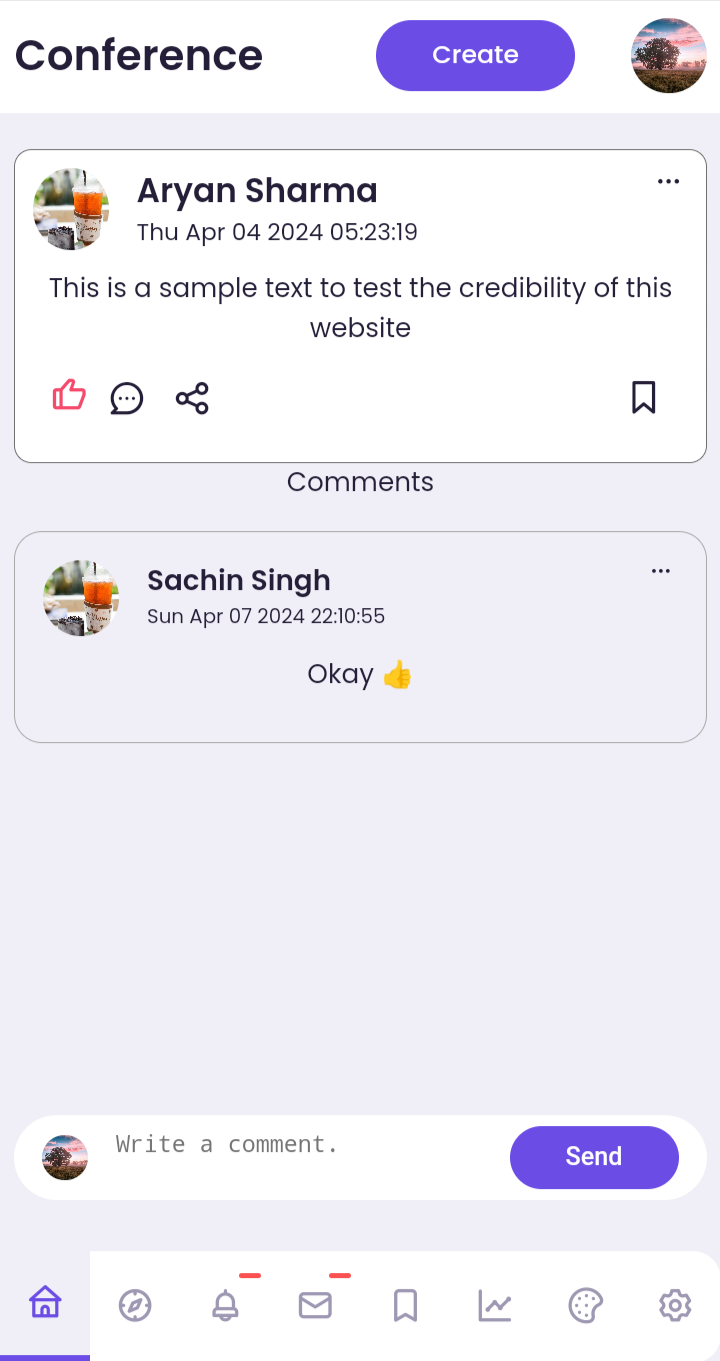 Conference
Create
Aryan Sharma
Thu Apr 04 2024 05:23:19
This is a sample text to test the credibility of this
website
Comments
Sachin Singh
Sun Apr 07 2024 22:10:55
Okay 👍
Write a comment.
Send